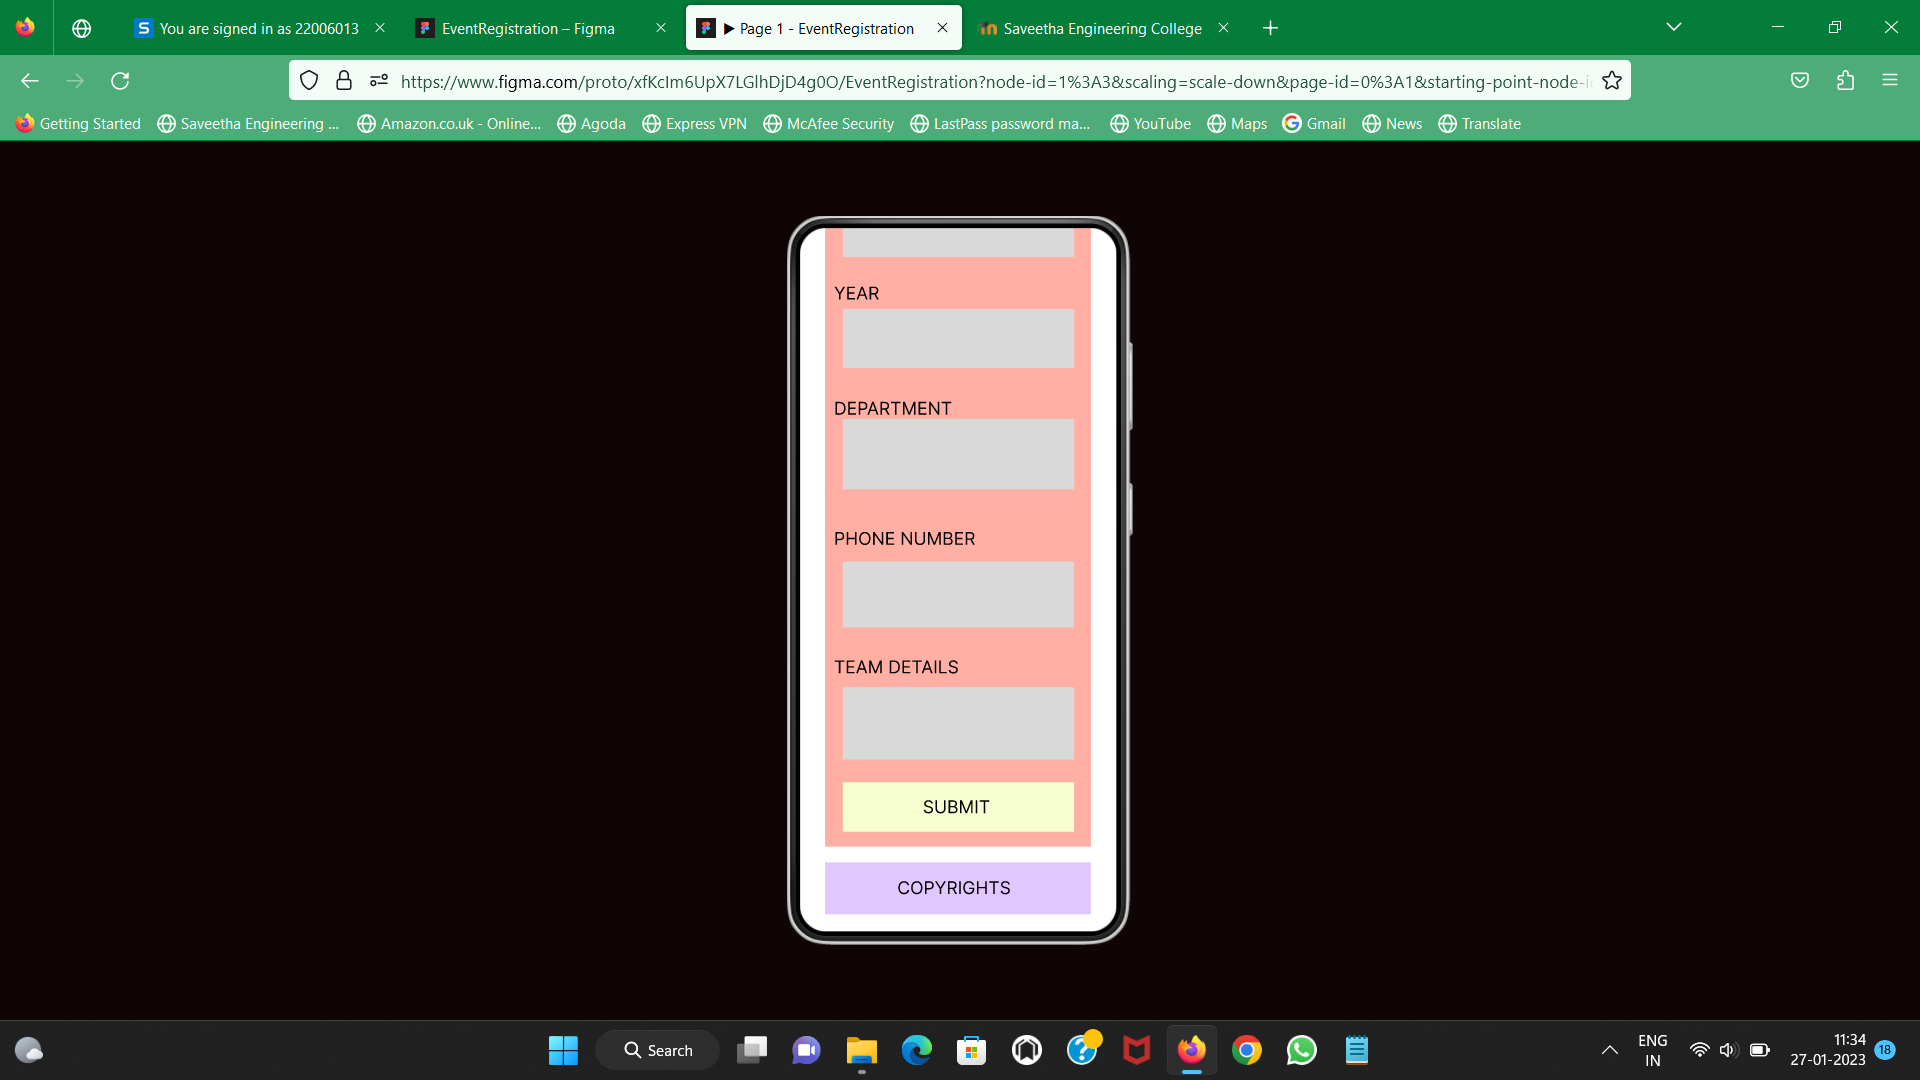 You are signed in as 22006013
EventRegistration – Figma
▶ Page 1 - EventRegistration
Saveetha Engineering College
https://www.figma.com/proto/xfKcIm6UpX7LGlhDjD4g0O/EventRegistration?node-id=1%3A3&scaling=scale-down&page-id=0%3A1&starting-point-node-i
Getting Started
Saveetha Engineering ...
Amazon.co.uk - Online...
Agoda
Express VPN
McAfee Security
LastPass password ma...
YouTube
Maps
Gmail
News
Translate
YEAR
DEPARTMENT
PHONE NUMBER
TEAM DETAILS
SUBMIT
COPYRIGHTS
Search
ENG
IN
11:34
27-01-2023
18